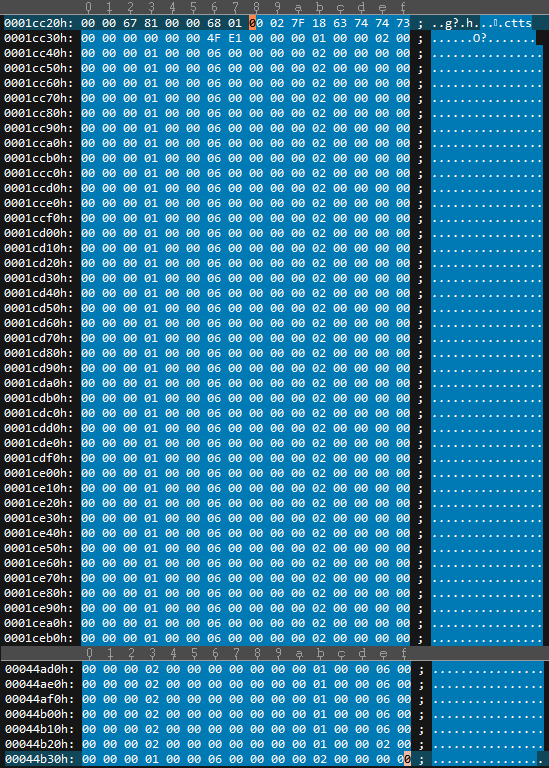 0 1 2 3 4 5 6 7 8 9 a b c d e f
0001cc20h: 00 00 67 81 00 00 68 01 00 02 7F 18 63 74 74 73 ; ..g?.h...▯.ctts
0001cc30h: 00 00 00 00 00 00 4F E1 00 00 00 01 00 00 02 00 ; ......O?.......
0001cc40h: 00 00 00 01 00 00 06 00 00 00 00 02 00 00 00 00 ; ................
0001cc50h: 00 00 00 01 00 00 06 00 00 00 00 02 00 00 00 00 ; ................
0001cc60h: 00 00 00 01 00 00 06 00 00 00 00 02 00 00 00 00 ; ................
0001cc70h: 00 00 00 01 00 00 06 00 00 00 00 02 00 00 00 00 ; ................
0001cc80h: 00 00 00 01 00 00 06 00 00 00 00 02 00 00 00 00 ; ................
0001cc90h: 00 00 00 01 00 00 06 00 00 00 00 02 00 00 00 00 ; ................
0001cca0h: 00 00 00 01 00 00 06 00 00 00 00 02 00 00 00 00 ; ................
0001ccb0h: 00 00 00 01 00 00 06 00 00 00 00 02 00 00 00 00 ; ................
0001ccc0h: 00 00 00 01 00 00 06 00 00 00 00 02 00 00 00 00 ; ................
0001ccd0h: 00 00 00 01 00 00 06 00 00 00 00 02 00 00 00 00 ; ................
0001cce0h: 00 00 00 01 00 00 06 00 00 00 00 02 00 00 00 00 ; ................
0001ccf0h: 00 00 00 01 00 00 06 00 00 00 00 02 00 00 00 00 ; ................
0001cd00h: 00 00 00 01 00 00 06 00 00 00 00 02 00 00 00 00 ; ................
0001cd10h: 00 00 00 01 00 00 06 00 00 00 00 02 00 00 00 00 ; ................
0001cd20h: 00 00 00 01 00 00 06 00 00 00 00 02 00 00 00 00 ; ................
0001cd30h: 00 00 00 01 00 00 06 00 00 00 00 02 00 00 00 00 ; ................
0001cd40h: 00 00 00 01 00 00 06 00 00 00 00 02 00 00 00 00 ; ................
0001cd50h: 00 00 00 01 00 00 06 00 00 00 00 02 00 00 00 00 ; ................
0001cd60h: 00 00 00 01 00 00 06 00 00 00 00 02 00 00 00 00 ; ................
0001cd70h: 00 00 00 01 00 00 06 00 00 00 00 02 00 00 00 00 ; ................
0001cd80h: 00 00 00 01 00 00 06 00 00 00 00 02 00 00 00 00 ; ................
0001cd90h: 00 00 00 01 00 00 06 00 00 00 00 02 00 00 00 00 ; ................
0001cda0h: 00 00 00 01 00 00 06 00 00 00 00 02 00 00 00 00 ; ................
0001cdb0h: 00 00 00 01 00 00 06 00 00 00 00 02 00 00 00 00 ; ................
0001cdc0h: 00 00 00 01 00 00 06 00 00 00 00 02 00 00 00 00 ; ................
0001cdd0h: 00 00 00 01 00 00 06 00 00 00 00 02 00 00 00 00 ; ................
0001cde0h: 00 00 00 01 00 00 06 00 00 00 00 02 00 00 00 00 ; ................
0001cdf0h: 00 00 00 01 00 00 06 00 00 00 00 02 00 00 00 00 ; ................
0001ce00h: 00 00 00 01 00 00 06 00 00 00 00 02 00 00 00 00 ; ................
0001ce10h: 00 00 00 01 00 00 06 00 00 00 00 02 00 00 00 00 ; ................
0001ce20h: 00 00 00 01 00 00 06 00 00 00 00 02 00 00 00 00 ; ................
0001ce30h: 00 00 00 01 00 00 06 00 00 00 00 02 00 00 00 00 ; ................
0001ce40h: 00 00 00 01 00 00 06 00 00 00 00 02 00 00 00 00 ; ................
0001ce50h: 00 00 00 01 00 00 06 00 00 00 00 02 00 00 00 00 ; ................
0001ce60h: 00 00 00 01 00 00 06 00 00 00 00 02 00 00 00 00 ; ................
0001ce70h: 00 00 00 01 00 00 06 00 00 00 00 02 00 00 00 00 ; ................
0001ce80h: 00 00 00 01 00 00 06 00 00 00 00 02 00 00 00 00 ; ................
0001ce90h: 00 00 00 01 00 00 06 00 00 00 00 02 00 00 00 00 ; ................
0001cea0h: 00 00 00 01 00 00 06 00 00 00 00 02 00 00 00 00 ; ................
0001ceb0h: 00 00 00 01 00 00 06 00 00 00 00 02 00 00 00 00 ; ................
0 1 2 3 4 5 6 7 8 9 a b c d e f
00044ad0h: 00 00 00 02 00 00 00 00 00 00 00 01 00 00 06 00 ; ................
00044ae0h: 00 00 00 02 00 00 00 00 00 00 00 01 00 00 06 00 ; ................
00044af0h: 00 00 00 02 00 00 00 00 00 00 00 01 00 00 06 00 ; ................
00044b00h: 00 00 00 02 00 00 00 00 00 00 00 01 00 00 06 00 ; ................
00044b10h: 00 00 00 02 00 00 00 00 00 00 00 01 00 00 06 00 ; ................
00044b20h: 00 00 00 02 00 00 00 00 00 00 00 01 00 00 02 00 ; ................
00044b30h: 00 00 00 01 00 00 06 00 00 00 00 02 00 00 00 00 ; ................